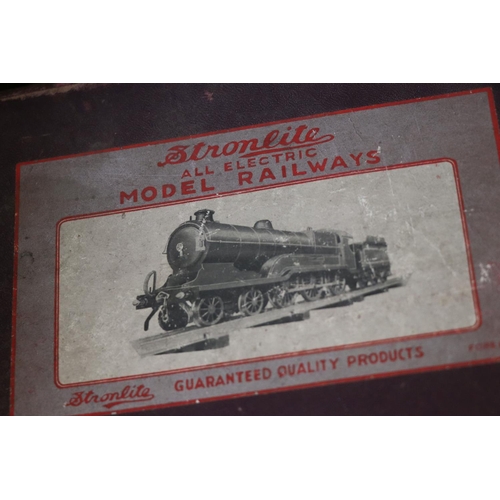 Stronlite
ALL ELECTRIC
MODEL RAILWAYS
Stronlite GUARANTEED QUALITY PRODUCTS